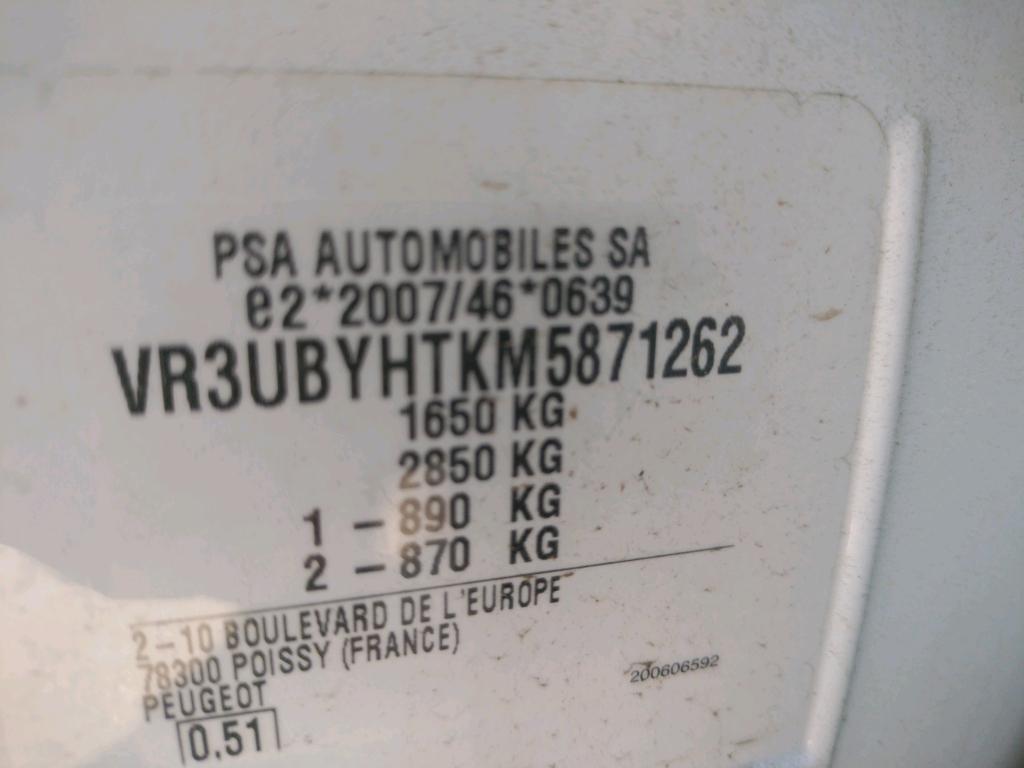 PSA AUTOMOBILES SA
e2*2007/46*0639
VR3UBYHTKM5871262
1650 KG
2850 KG
1 - 890 KG
2 - 870 KG
2-10 BOULEVARD DE L'EUROPE
78300 POISSY (FRANCE)
200606592
PEUGEOT
0.51